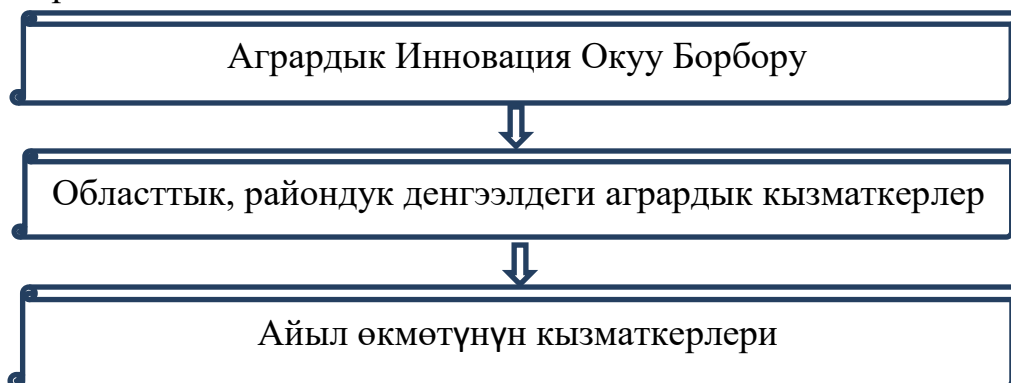 Агрардык Инновация Окуу Борбору
Областтык, райондук денгээлдеги агрардык кызматкерлер
Айыл өкмөтүнүн кызматкерлери